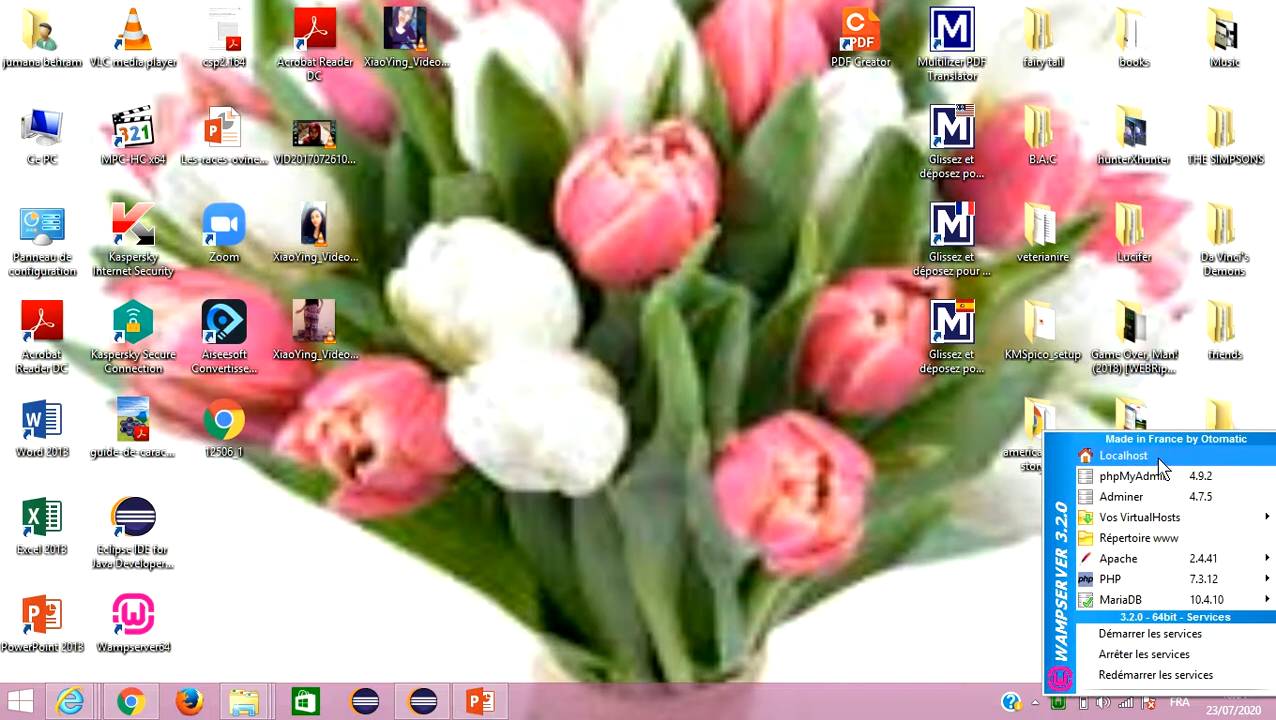 jumana behram
VLC media player
csp2.164
Acrobat Reader
DC
XiaoYing_Video...
PDF Creator
Multilizer PDF
Translator
fairy tail
books
Music
Ce PC
MPC-HC x64
Les-races-ovine...
VID2017072610...
Glissez et
déposez po...
B.A.C
hunterXhunter
THE SIMPSONS
Panneau de
configuration
Kaspersky
Internet Security
Zoom
XiaoYing_Video...
Glissez et
déposez pour ...
veterianire
Lucifer
Da Vinci's
Demons
Acrobat
Reader DC
Kaspersky Secure
Connection
Aiseesoft
Convertisse...
XiaoYing_Video...
Glissez et
déposez po...
KMSpico_setup
Game Over, Man!
(2018) [WEBRip...
friends
Word 2013
guide-de-carac...
12506_1
Excel 2013
Eclipse IDE for
Java Developer...
PowerPoint 2013
Wampserver64
Made in France by Otomatic
Localhost
phpMyAdmin 4.9.2
Adminer 4.7.5
Vos VirtualHosts
Répertoire www
Apache 2.4.41
PHP 7.3.12
MariaDB 10.4.10
3.2.0 - 64bit - Services
Démarrer les services
Arrêter les services
Redémarrer les services
WAMPSERVER 3.2.0
FRA
23/07/2020